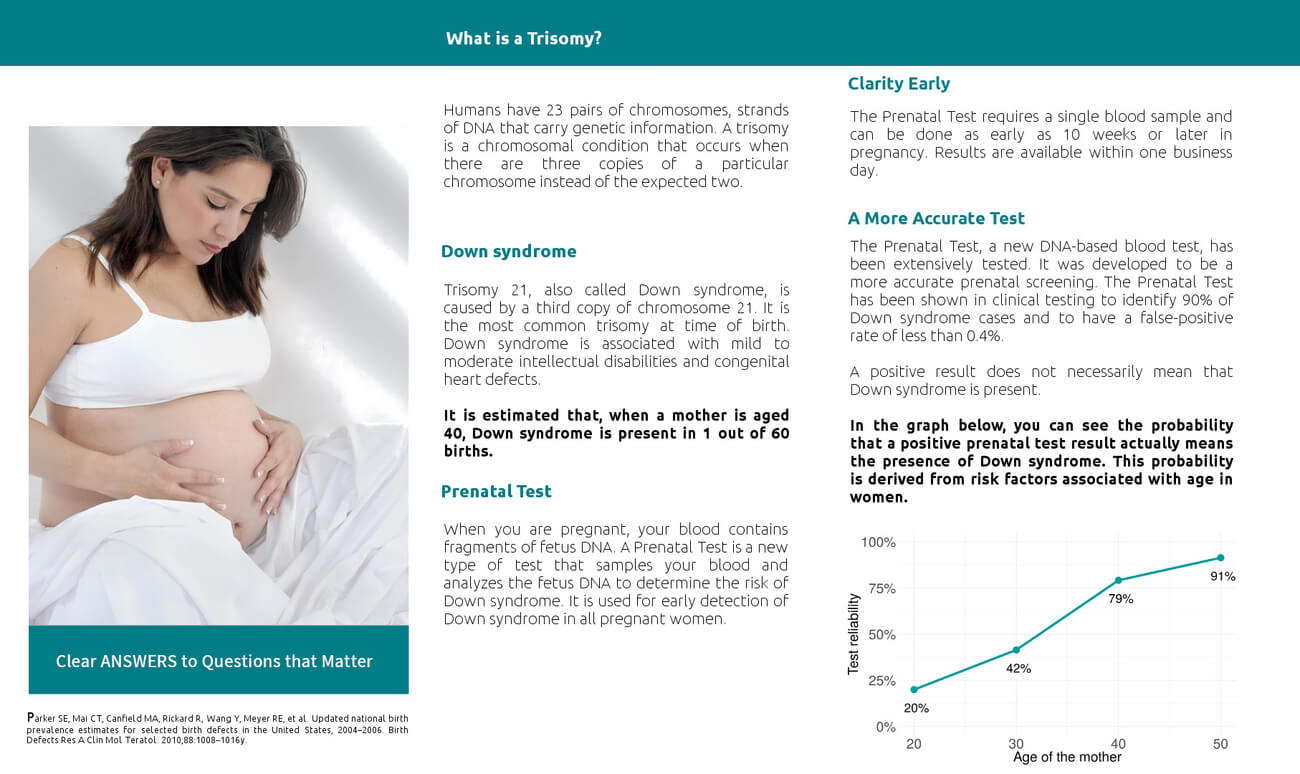 What is a Trisomy?
Clear ANSWERS to Questions that Matter
Parker SE, Mai CT, Canfield MA, Rickard R, Wang Y, Meyer RE, et al. Updated national birth
prevalence estimates for selected birth defects in the United States, 2004–2006. Birth
Defects Res A Clin Mol Teratol. 2010;88:1008–1016y.
Humans have 23 pairs of chromosomes, strands
of DNA that carry genetic information. A trisomy
is a chromosomal condition that occurs when
there are three copies of a particular
chromosome instead of the expected two.
Down syndrome
Trisomy 21, also called Down syndrome, is
caused by a third copy of chromosome 21. It is
the most common trisomy at time of birth.
Down syndrome is associated with mild to
moderate intellectual disabilities and congenital
heart defects.
It is estimated that, when a mother is aged
40, Down syndrome is present in 1 out of 60
births.
Prenatal Test
When you are pregnant, your blood contains
fragments of fetus DNA. A Prenatal Test is a new
type of test that samples your blood and
analyzes the fetus DNA to determine the risk of
Down syndrome. It is used for early detection of
Down syndrome in all pregnant women.
Clarity Early
The Prenatal Test requires a single blood sample and
can be done as early as 10 weeks or later in
pregnancy. Results are available within one business
day.
A More Accurate Test
The Prenatal Test, a new DNA-based blood test, has
been extensively tested. It was developed to be a
more accurate prenatal screening. The Prenatal Test
has been shown in clinical testing to identify 90% of
Down syndrome cases and to have a false-positive
rate of less than 0.4%.
A positive result does not necessarily mean that
Down syndrome is present.
In the graph below, you can see the probability
that a positive prenatal test result actually means
the presence of Down syndrome. This probability
is derived from risk factors associated with age in
women.
Test reliability
100%
75%
50%
25%
0%
20%
42%
79%
91%
20 30 40 50
Age of the mother